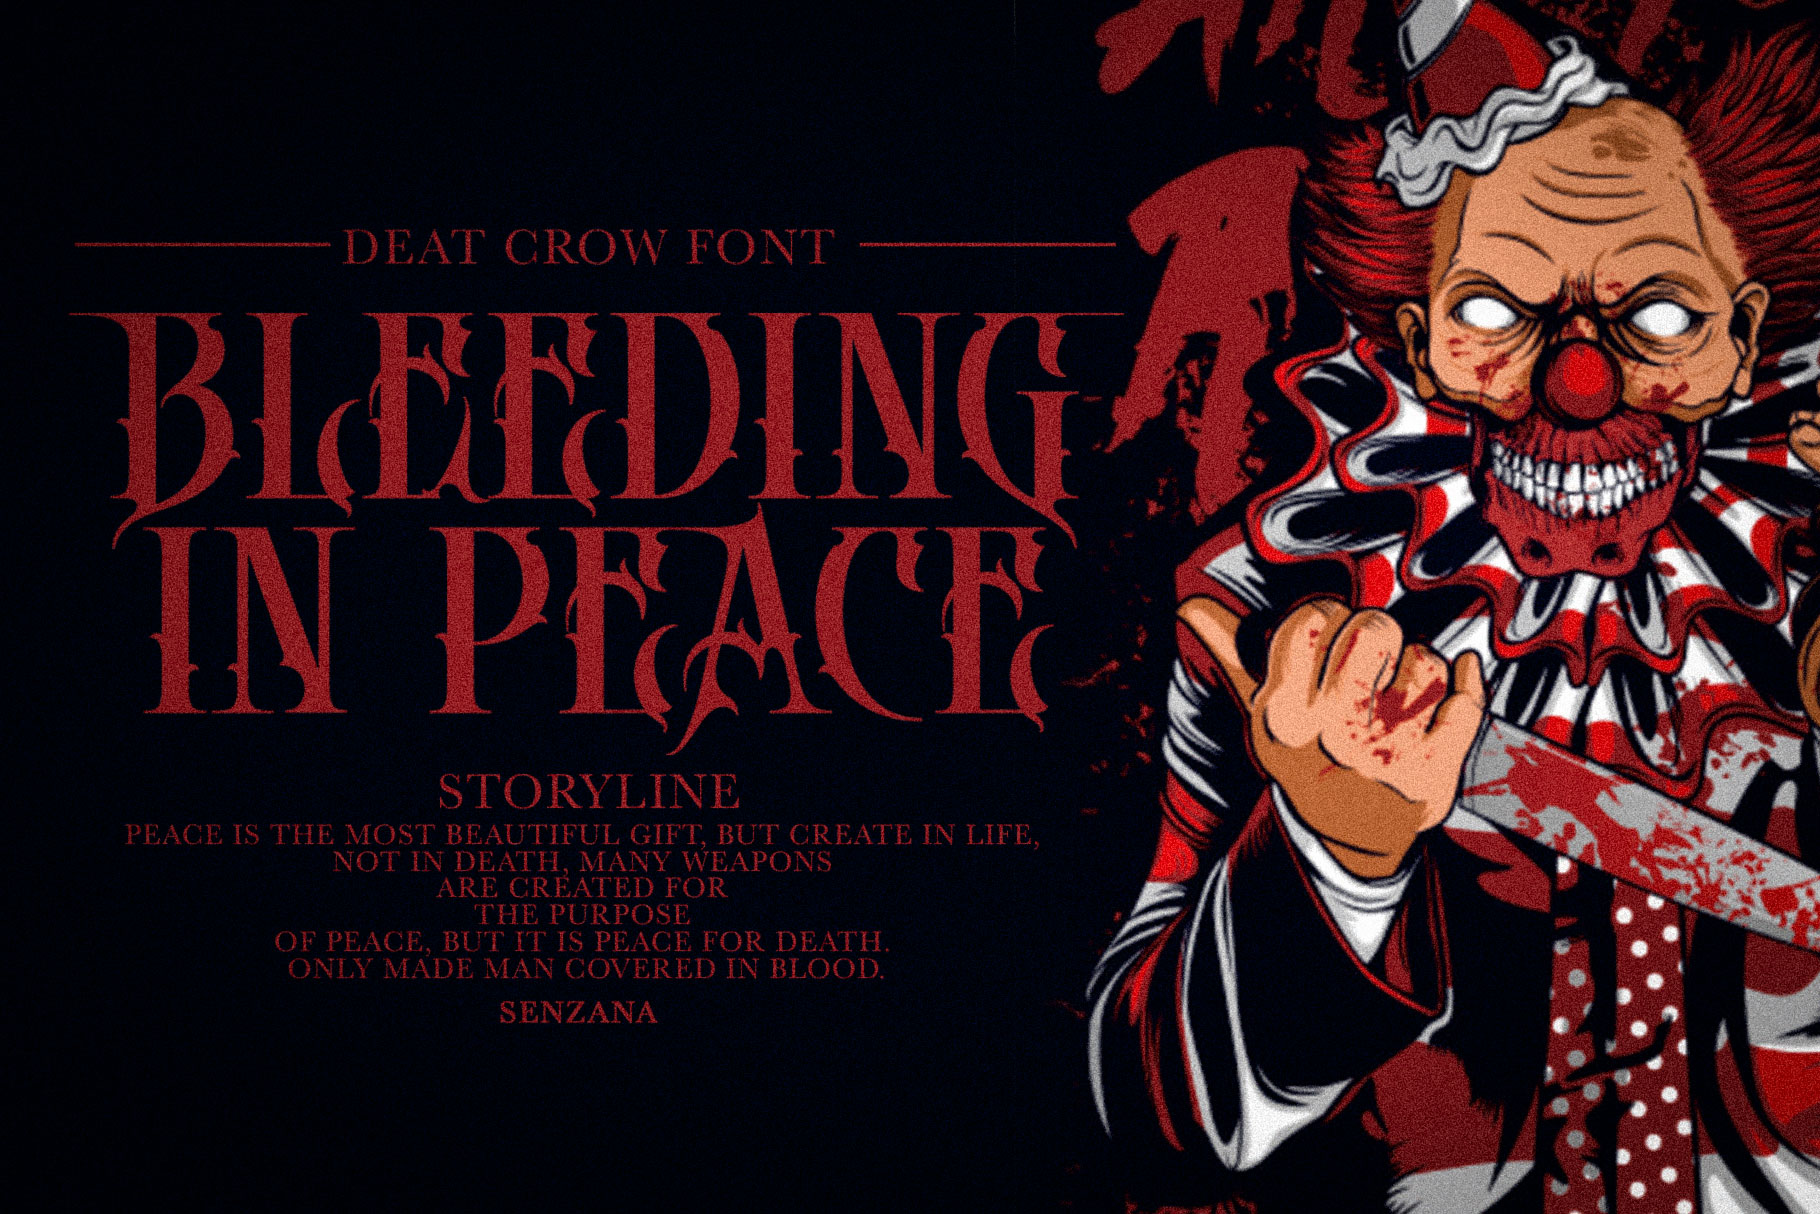 DEAT CROW FONT
BLEEDING
IN PEACE
STORYLINE
PEACE IS THE MOST BEAUTIFUL GIFT, BUT CREATE IN LIFE,
NOT IN DEATH, MANY WEAPONS
ARE CREATED FOR
THE PURPOSE
OF PEACE, BUT IT IS PEACE FOR DEATH.
ONLY MADE MAN COVERED IN BLOOD.
SENZANA